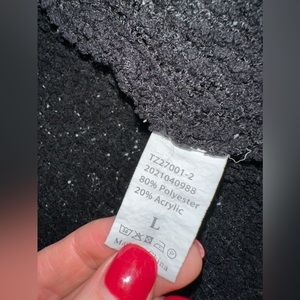 TZ27001-2
2021040988
80% Polyester
20% Acrylic
L